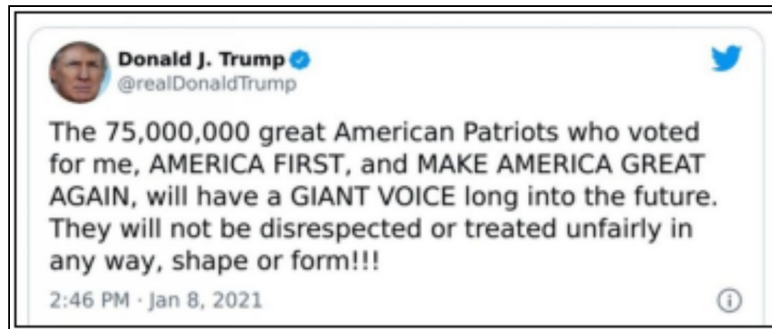 Donald J. Trump
@realDonaldTrump
The 75,000,000 great American Patriots who voted
for me, AMERICA FIRST, and MAKE AMERICA GREAT
AGAIN, will have a GIANT VOICE long into the future.
They will not be disrespected or treated unfairly in
any way, shape or form!!!
2:46 PM · Jan 8, 2021